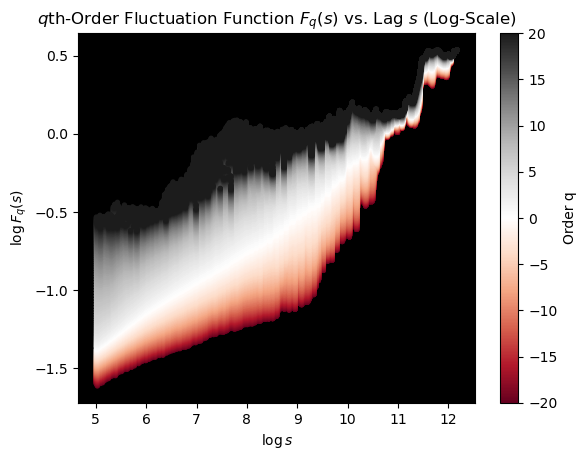 qth-Order Fluctuation Function F_q(s) vs. Lag s (Log-Scale)
0.5
0.0
−0.5
−1.0
−1.5
log F_q(s)
5 6 7 8 9 10 11 12
log s
20
15
10
5
0
−5
−10
−15
−20
Order q